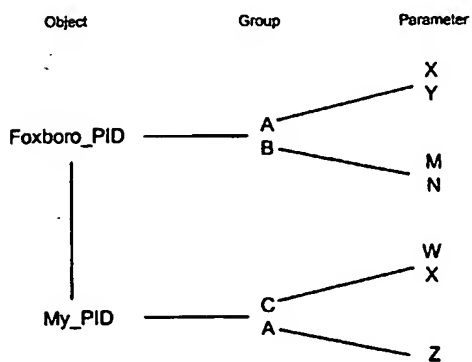 Object Group Parameter
X
Y
Foxboro_PID A
B
M
N
W
X
My_PID C
A
Z